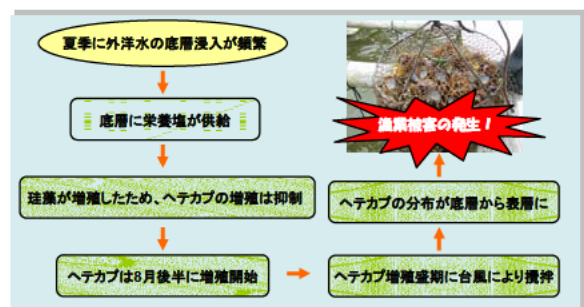 夏季に外洋水の底層浸入が頻繁
底層に栄養塩が供給
珪藻が増殖したため、ヘテカプの増殖は抑制
ヘテカプは8月後半に増殖開始
ヘテカプ増殖盛期に台風により攪拌
ヘテカプの分布が底層から表層に
漁業被害の発生！